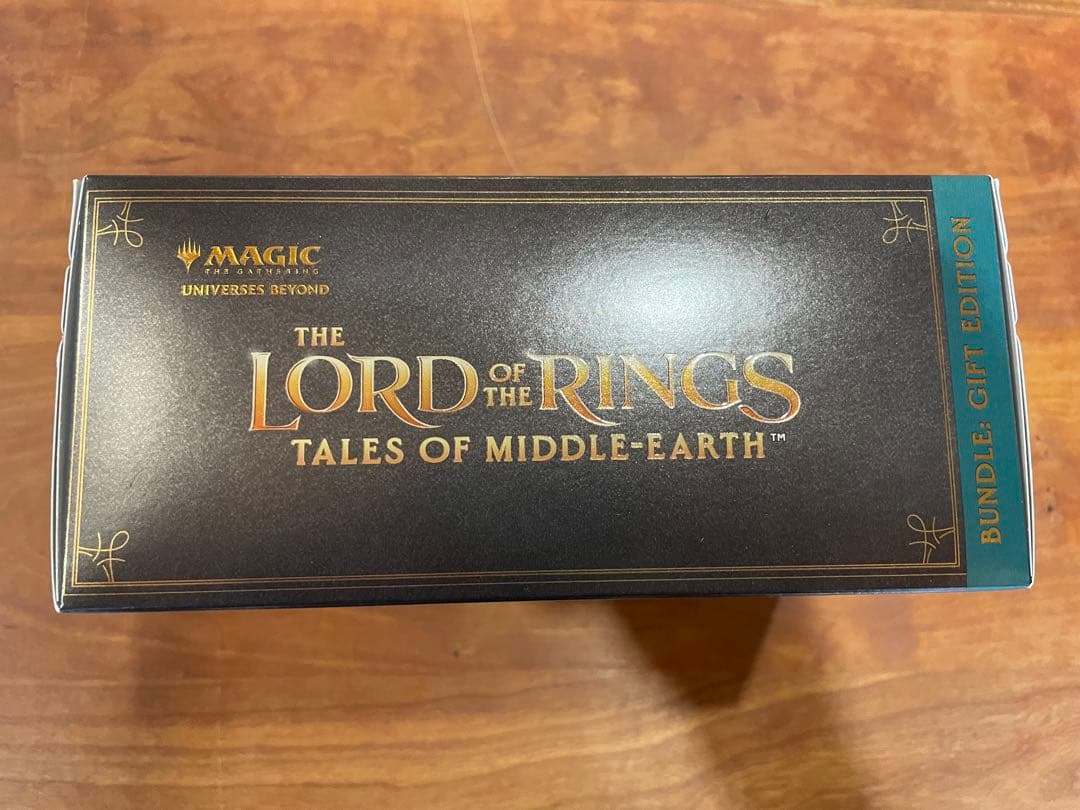 MAGIC
THE GATHERING
UNIVERSES BEYOND
THE
LORD OF THE RINGS
TALES OF MIDDLE-EARTH™
BUNDLE: GIFT EDITION